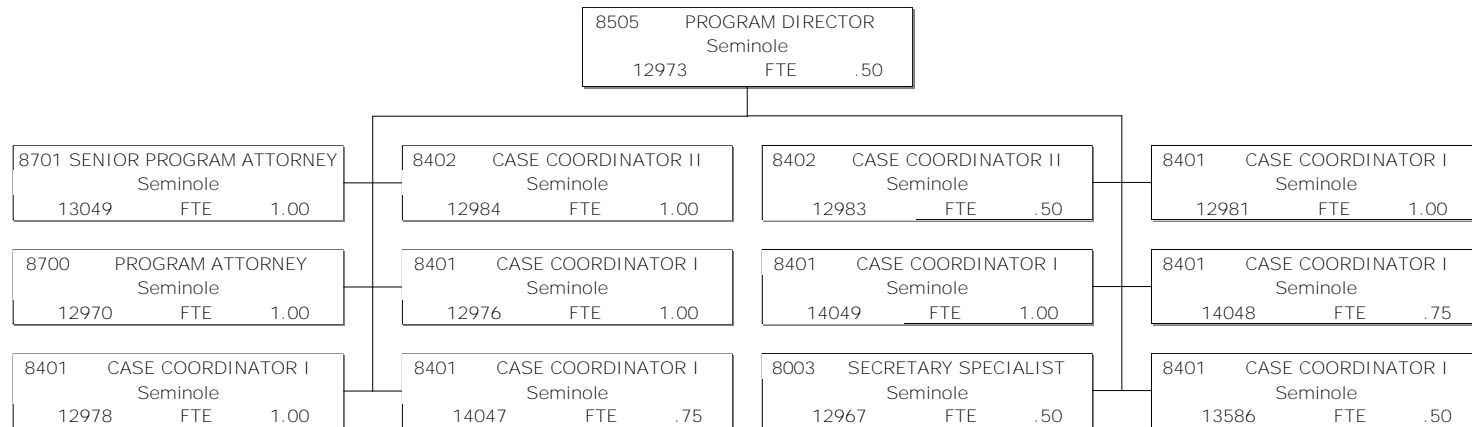 8505 PROGRAM DIRECTOR
Seminole
12973 FTE .50
8701 SENIOR PROGRAM ATTORNEY
Seminole
13049 FTE 1.00
8402 CASE COORDINATOR II
Seminole
12984 FTE 1.00
8402 CASE COORDINATOR II
Seminole
12983 FTE .50
8401 CASE COORDINATOR I
Seminole
12981 FTE 1.00
8700 PROGRAM ATTORNEY
Seminole
12970 FTE 1.00
8401 CASE COORDINATOR I
Seminole
12976 FTE 1.00
8401 CASE COORDINATOR I
Seminole
14049 FTE 1.00
8401 CASE COORDINATOR I
Seminole
14048 FTE .75
8401 CASE COORDINATOR I
Seminole
12978 FTE 1.00
8401 CASE COORDINATOR I
Seminole
14047 FTE .75
8003 SECRETARY SPECIALIST
Seminole
12967 FTE .50
8401 CASE COORDINATOR I
Seminole
13586 FTE .50